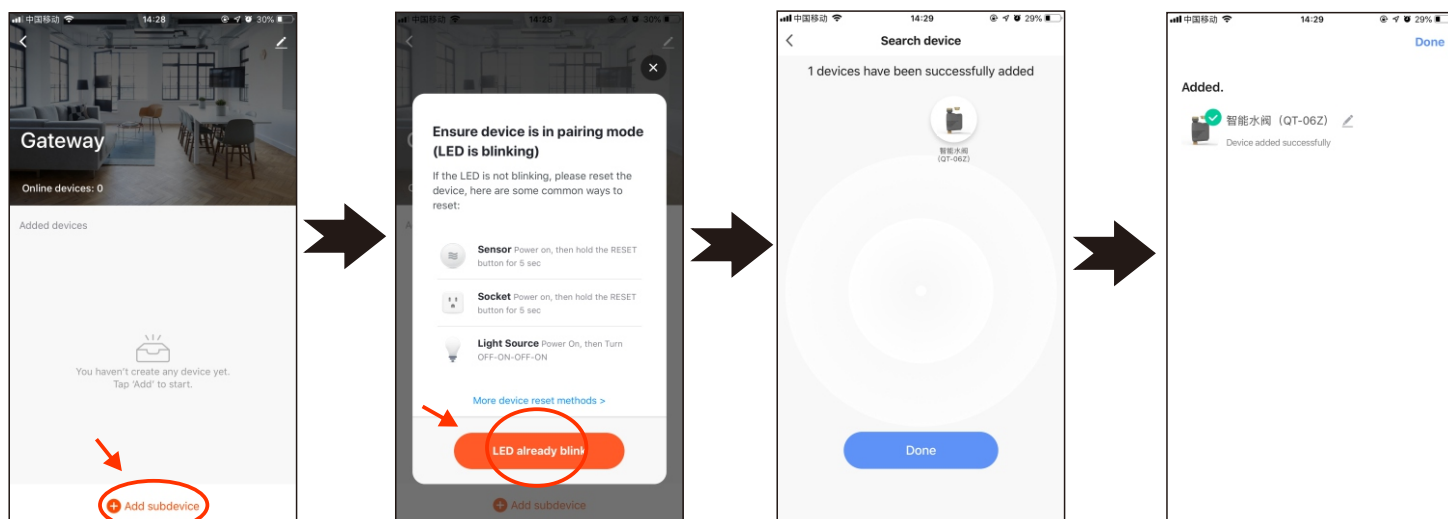 中国移动 14:28 30%
Gateway
Online devices: 0
Added devices
You haven't create any device yet.
Tap 'Add' to start.
Add subdevice
中国移动 14:28 30%
Ensure device is in pairing mode
(LED is blinking)
If the LED is not blinking, please reset the
device, here are some common ways to
reset:
Sensor Power on, then hold the RESET
button for 5 sec
Socket Power on, then hold the RESET
button for 5 sec
Light Source Power On, then Turn
OFF-ON-OFF-ON
More device reset methods >
LED already blink
Add subdevice
中国移动 14:29 29%
Search device
1 devices have been successfully added
智能水阀
(QT-06Z)
Done
中国移动 14:29 29%
Done
Added.
智能水阀（QT-06Z）
Device added successfully